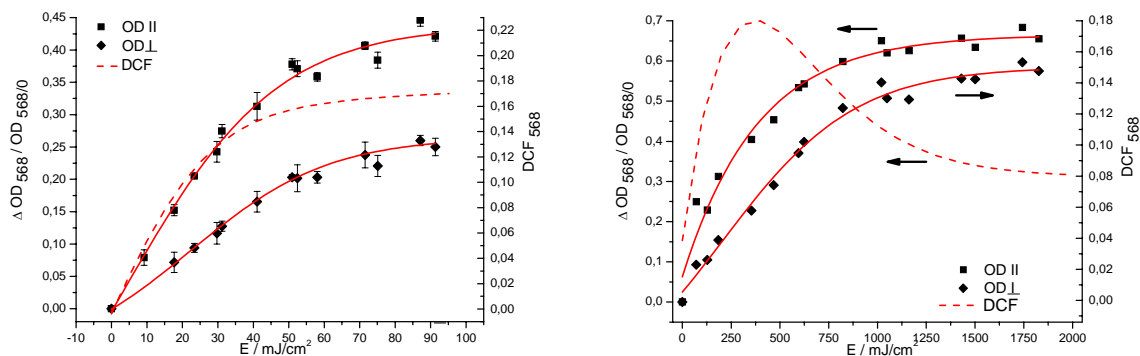 0,45
0,40
0,35
0,30
0,25
0,20
0,15
0,10
0,05
0,00
Δ OD 568 / OD 568/0
OD II
OD⊥
DCF
0,22
0,20
0,17
0,16
0,14
0,12
0,10
0,08
0,06
0,04
0,02
0,00
DCF 568
-10 0 10 20 30 40 50 60 70 80 90 100
E / mJ/cm²
0,7
0,6
0,5
0,4
0,3
0,2
0,1
0,0
Δ OD 568 / OD 568/0
OD II
OD⊥
DCF
0,18
0,16
0,14
0,12
0,10
0,08
0,06
0,04
0,02
0,00
DCF 568
0 250 500 750 1000 1250 1500 1750 2000
E / mJ/cm²